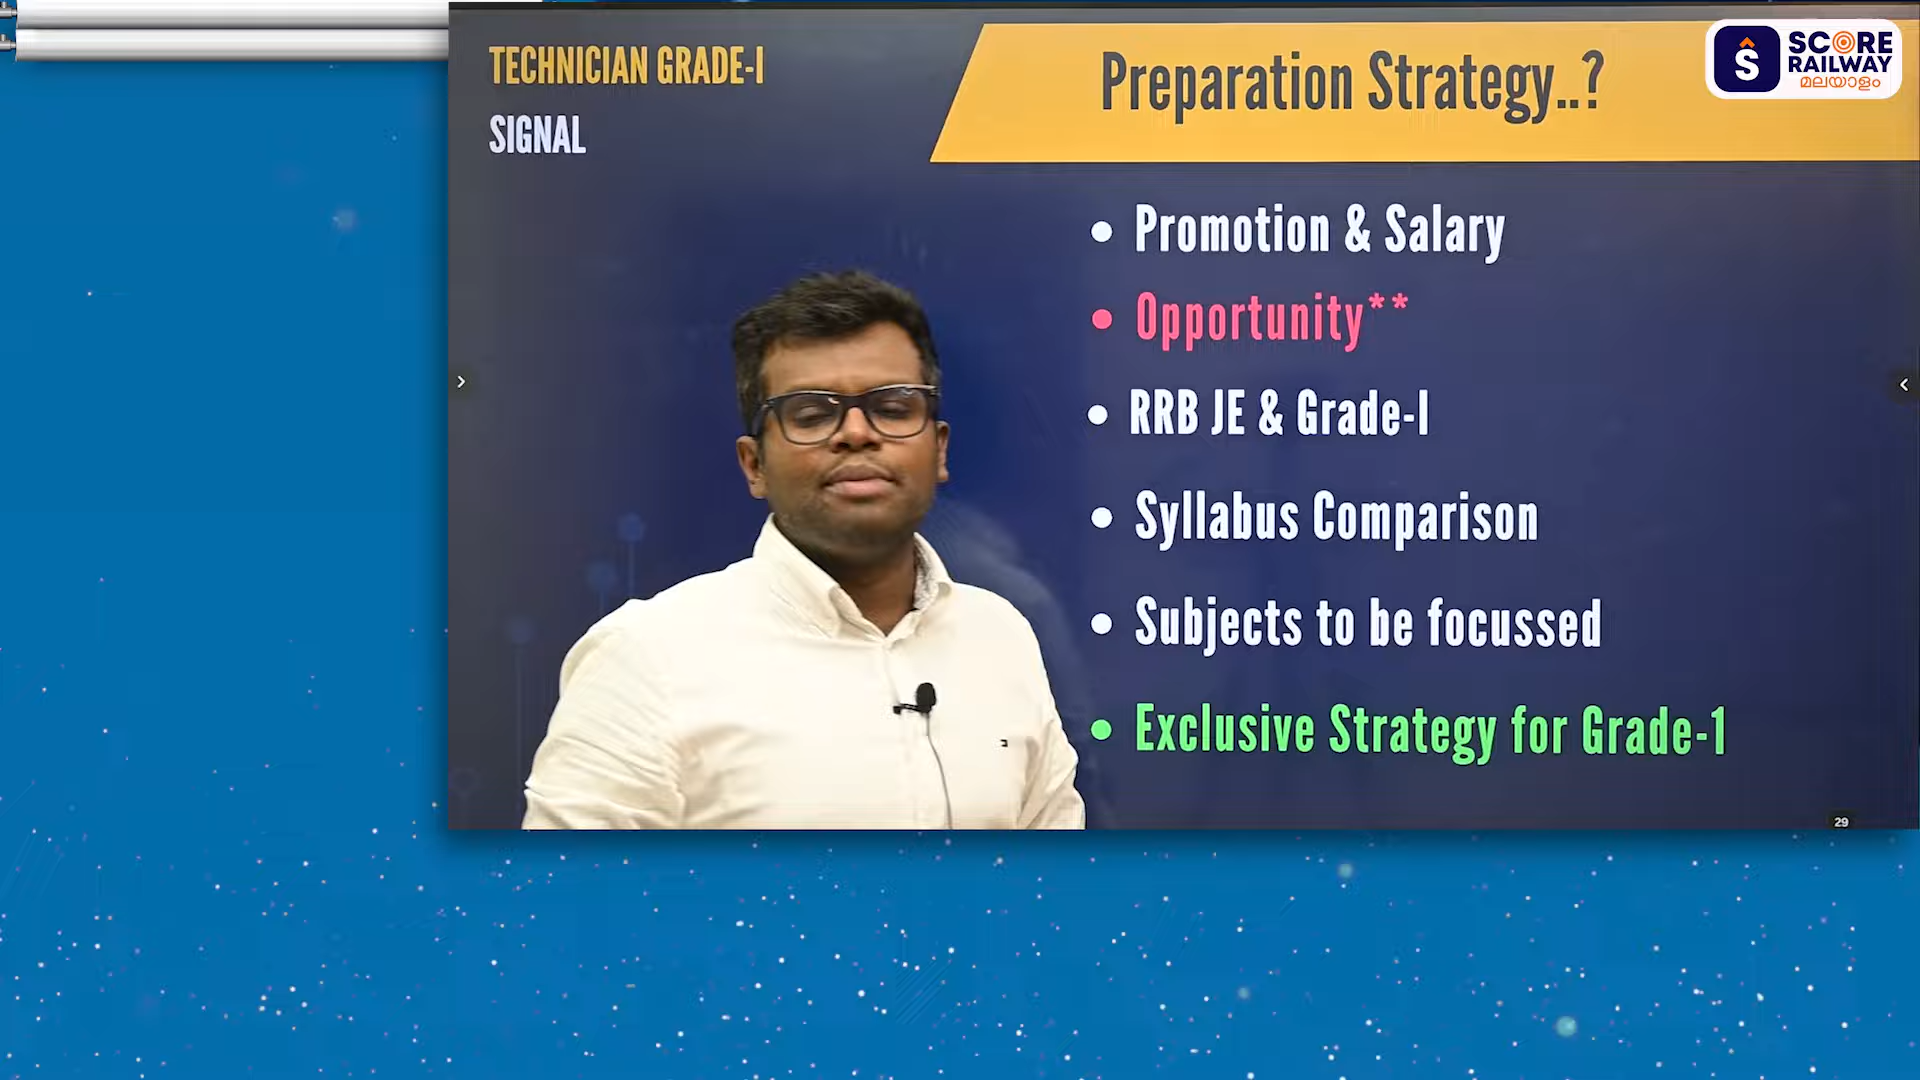 TECHNICIAN GRADE-I
SIGNAL
Preparation Strategy..?
SCORE
RAILWAY
മലയാളം
• Promotion & Salary
• Opportunity**
• RRB JE & Grade-I
• Syllabus Comparison
• Subjects to be focussed
• Exclusive Strategy for Grade-1
29